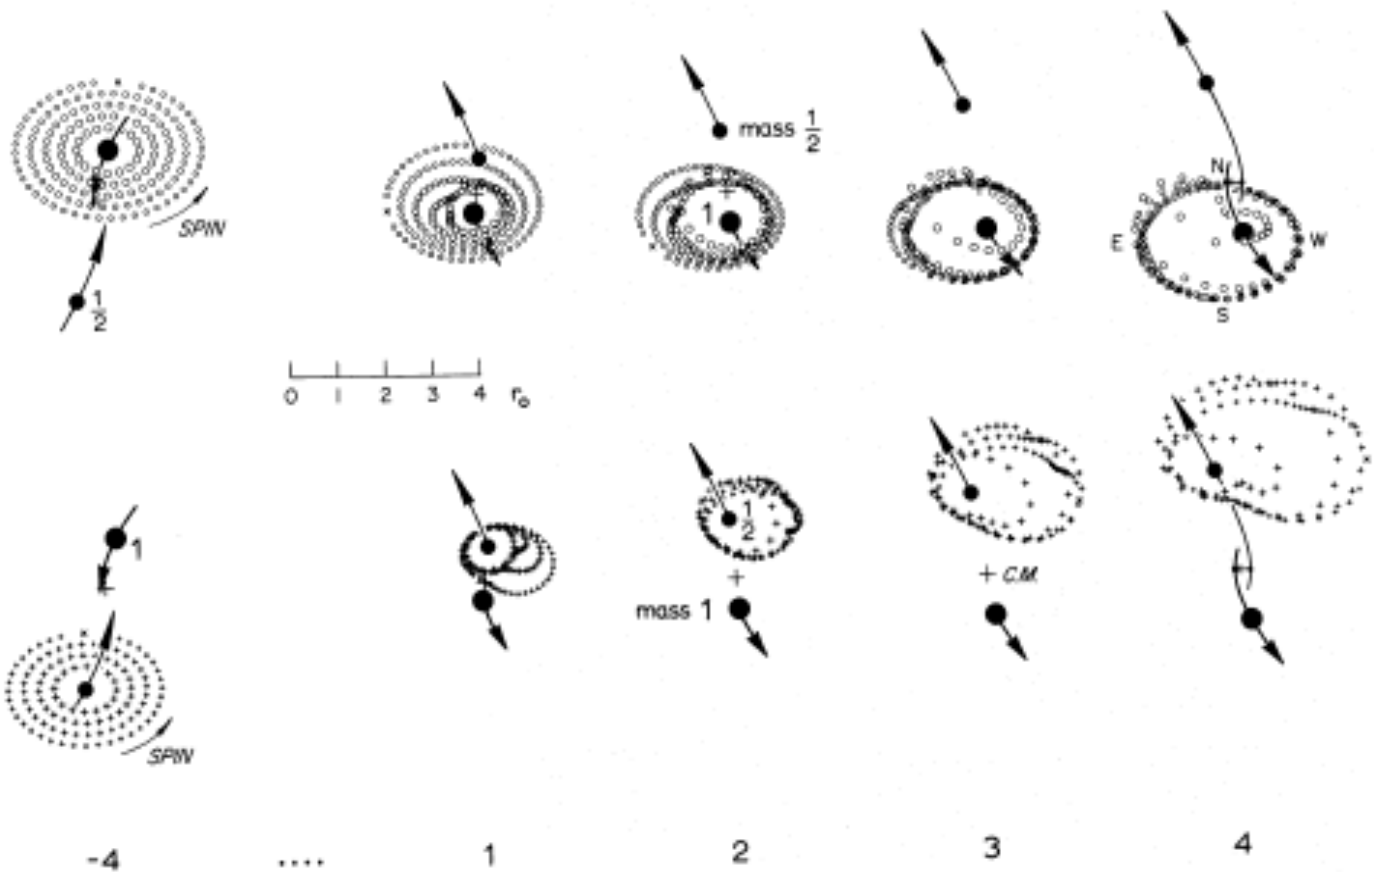 SPIN
1/2
mass 1/2
1
N
E
W
S
0 1 2 3 4 r₀
1
SPIN
1/2
mass 1
+ C.M.
-4 .... 1 2 3 4